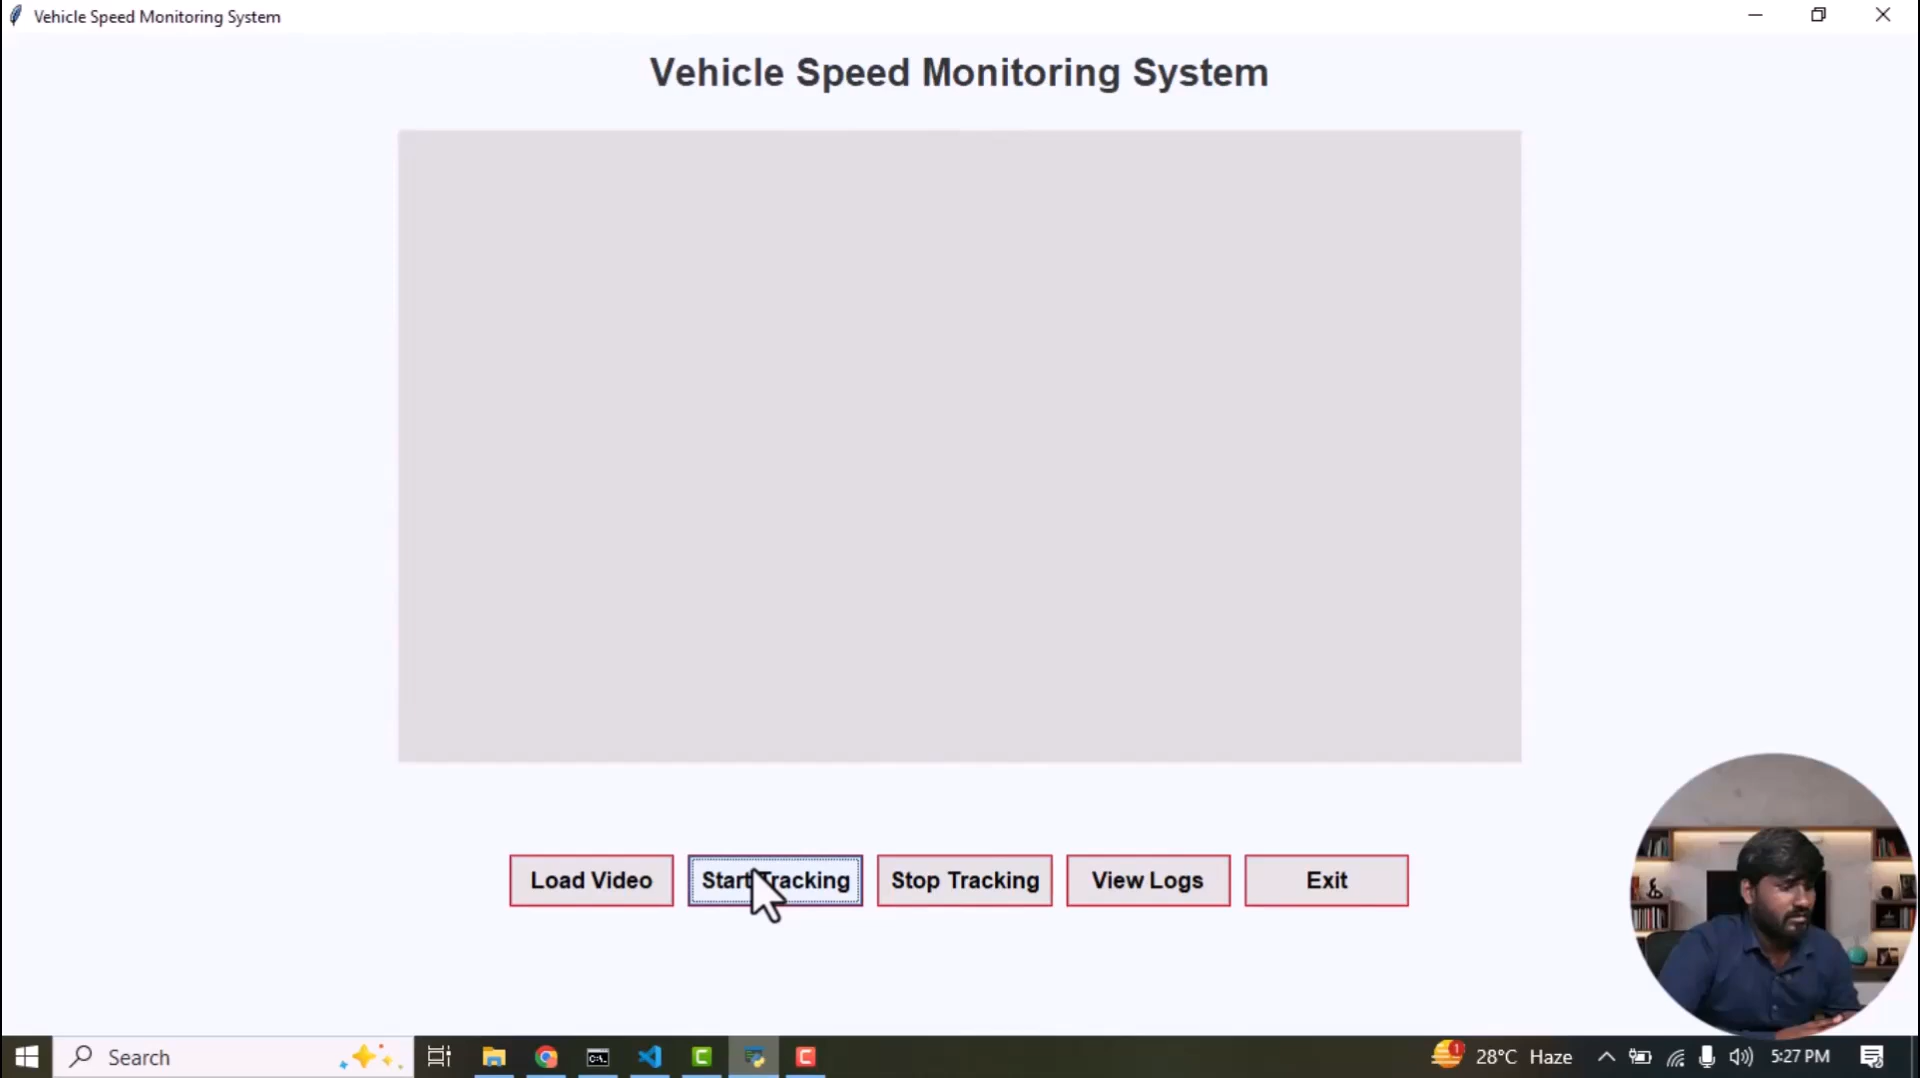 Vehicle Speed Monitoring System
Vehicle Speed Monitoring System
Load Video
Start Tracking
Stop Tracking
View Logs
Exit
Search
28°C Haze
5:27 PM